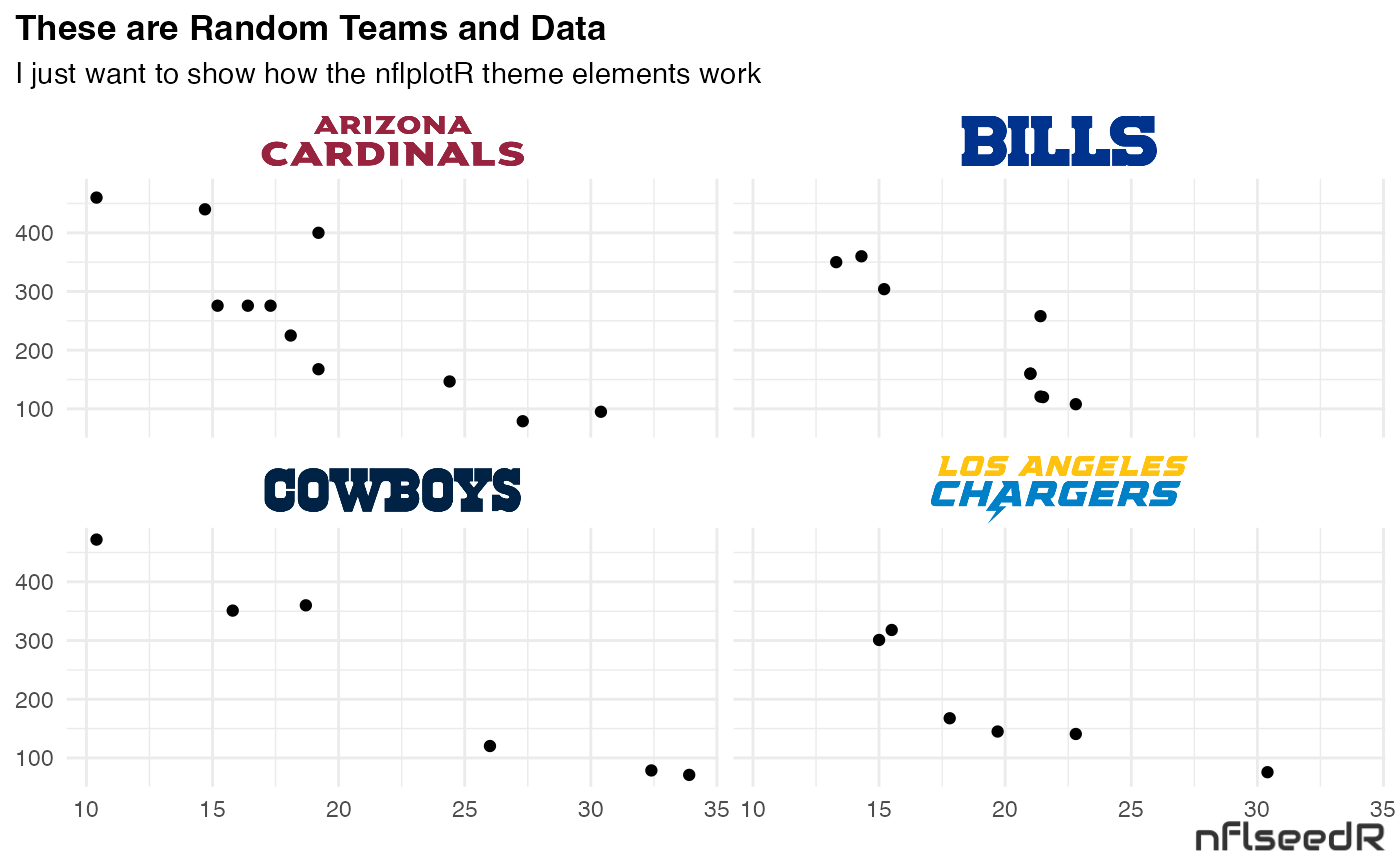 These are Random Teams and Data
I just want to show how the nflplotR theme elements work
ARIZONA
CARDINALS
BILLS
400
300
200
100
COWBOYS
LOS ANGELES
CHARGERS
400
300
200
100
10 15 20 25 30 35 10 15 20 25 30 35
nflseedR